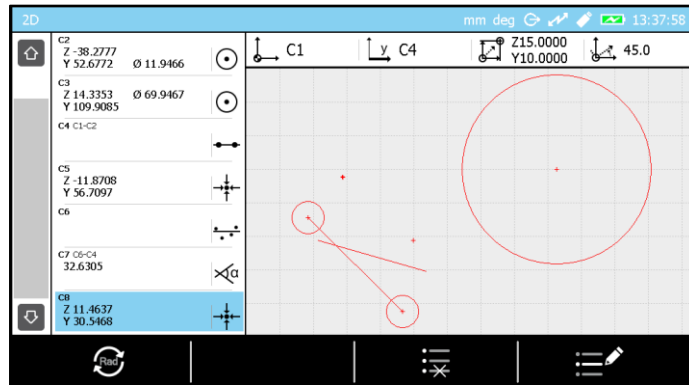 2D
mm deg 13:37:58
C1
C4
Z15.0000
Y10.0000
45.0
C2
Z -38.2777
Y 52.6772 Ø 11.9466
C3
Z 14.3353 Ø 69.9467
Y 109.9085
C4 C1-C2
C5
Z -11.8708
Y 56.7097
C6
C7 C6-C4
32.6305
α
C8
Z 11.4637
Y 30.5468
Rad